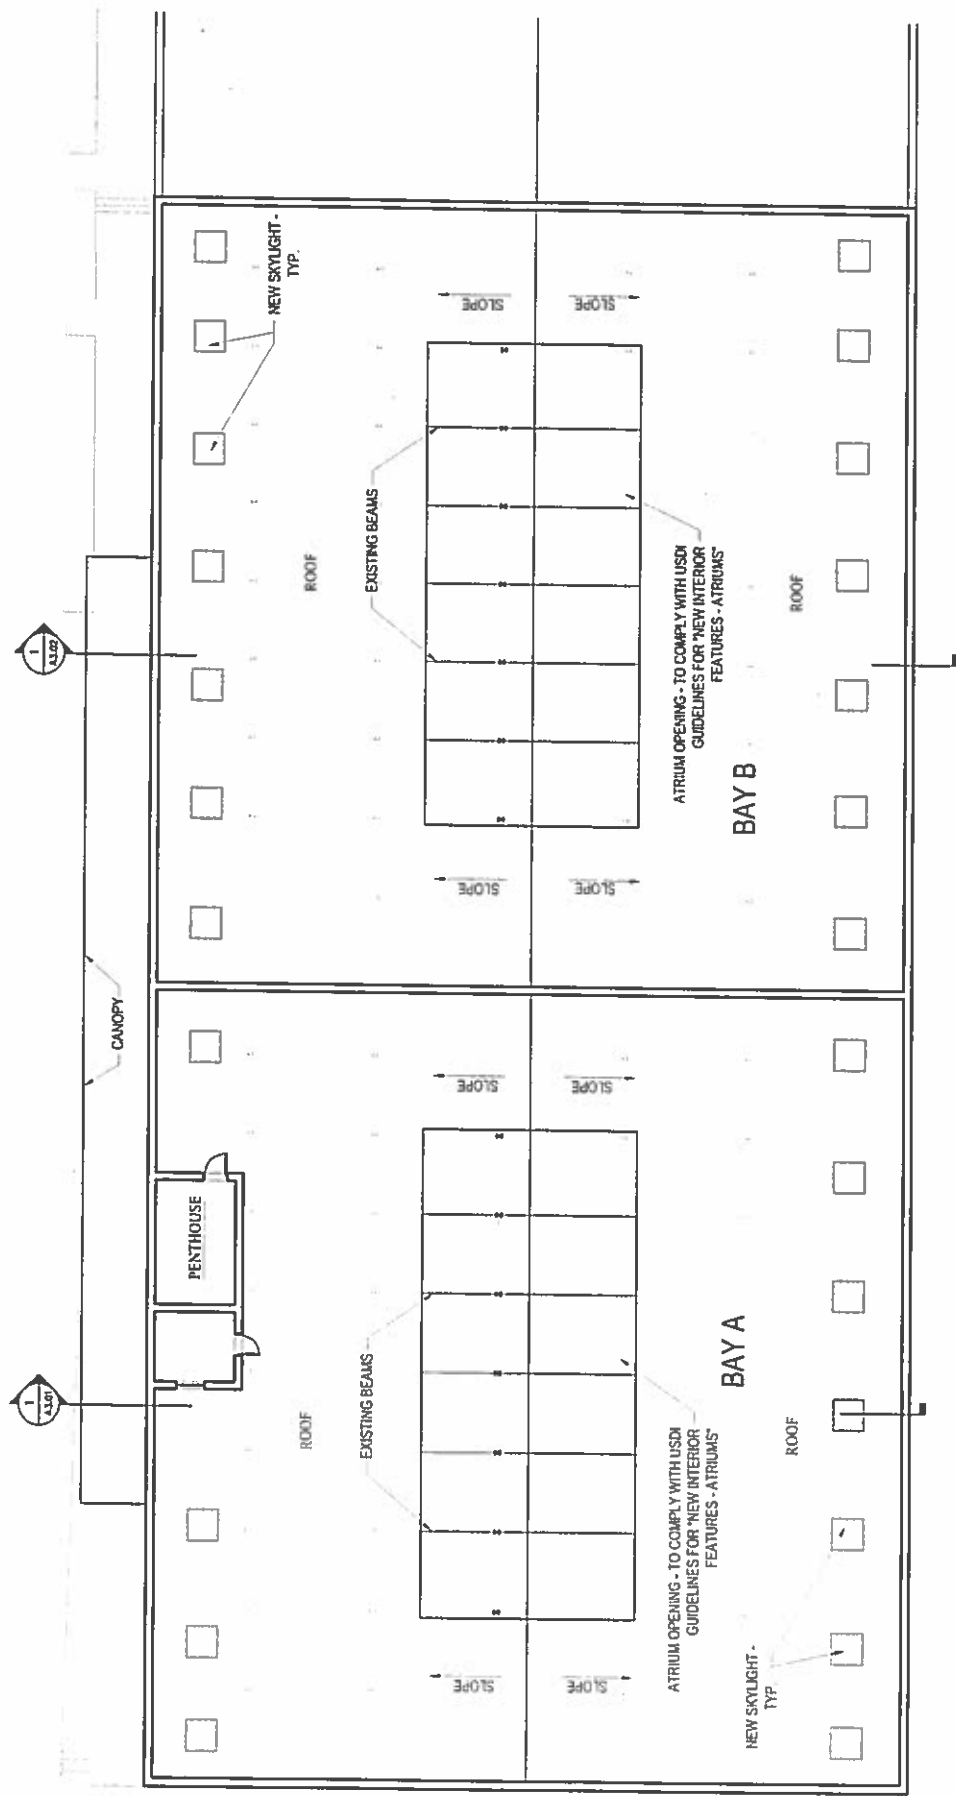 NEW SKYLIGHT -
TYP.
SLOPE
SLOPE
EXISTING BEAMS
ROOF
1
A3.02
ATRIUM OPENING - TO COMPLY WITH USDI
GUIDELINES FOR "NEW INTERIOR
FEATURES - ATRIUMS"
ROOF
BAY B
SLOPE
SLOPE
CANOPY
SLOPE
SLOPE
PENTHOUSE
EXISTING BEAMS
ROOF
1
A3.01
BAY A
ATRIUM OPENING - TO COMPLY WITH USDI
GUIDELINES FOR "NEW INTERIOR
FEATURES - ATRIUMS"
ROOF
SLOPE
SLOPE
NEW SKYLIGHT -
TYP.